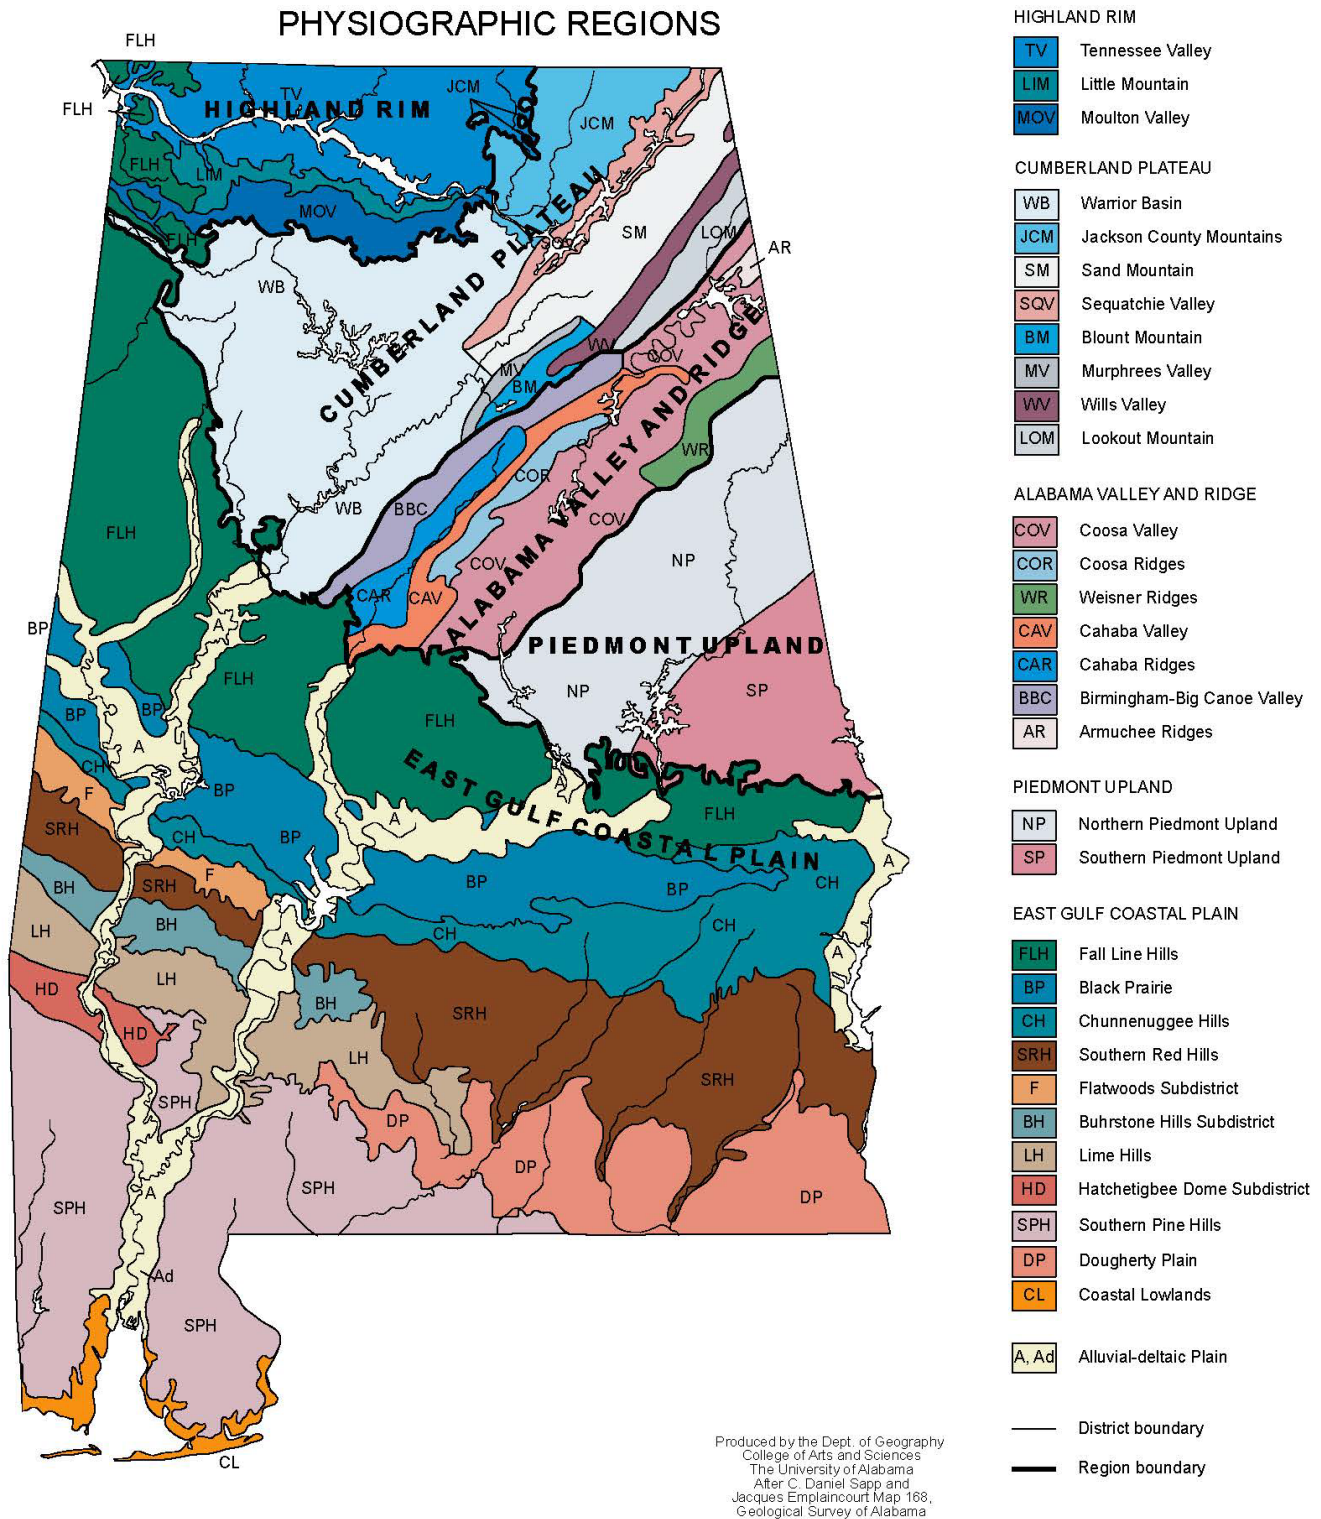 PHYSIOGRAPHIC REGIONS
FLH
FLH
TV
JCM
HIGHLAND RIM
JCM
FLH
LIM
MOV
FLH
SM
LOM
AR
SQV
WB
CUMBERLAND PLATEAU
WV
COV
MV
BM
WR
COR
A
WB
BBC
COV
FLH
NP
COV
CAR
CAV
ALABAMA VALLEY AND RIDGE
BP
A
PIEDMONT UPLAND
FLH
NP
SP
BP
BP
FLH
A
CH
EAST GULF COASTAL PLAIN
F
BP
A
A
FLH
SRH
CH
BP
BH
SRH
F
BP
BP
CH
A
LH
BH
CH
CH
A
A
HD
LH
BH
HD
SRH
LH
SRH
SPH
DP
DP
DP
SPH
A
SPH
Ad
SPH
CL
HIGHLAND RIM
TV Tennessee Valley
LIM Little Mountain
MOV Moulton Valley
CUMBERLAND PLATEAU
WB Warrior Basin
JCM Jackson County Mountains
SM Sand Mountain
SQV Sequatchie Valley
BM Blount Mountain
MV Murphrees Valley
WV Wills Valley
LOM Lookout Mountain
ALABAMA VALLEY AND RIDGE
COV Coosa Valley
COR Coosa Ridges
WR Weisner Ridges
CAV Cahaba Valley
CAR Cahaba Ridges
BBC Birmingham-Big Canoe Valley
AR Armuchee Ridges
PIEDMONT UPLAND
NP Northern Piedmont Upland
SP Southern Piedmont Upland
EAST GULF COASTAL PLAIN
FLH Fall Line Hills
BP Black Prairie
CH Chunnenuggee Hills
SRH Southern Red Hills
F Flatwoods Subdistrict
BH Buhrstone Hills Subdistrict
LH Lime Hills
HD Hatchetigbee Dome Subdistrict
SPH Southern Pine Hills
DP Dougherty Plain
CL Coastal Lowlands
A, Ad Alluvial-deltaic Plain
District boundary
Region boundary
Produced by the Dept. of Geography
College of Arts and Sciences
The University of Alabama
After C. Daniel Sapp and
Jacques Emplaincourt Map 168,
Geological Survey of Alabama